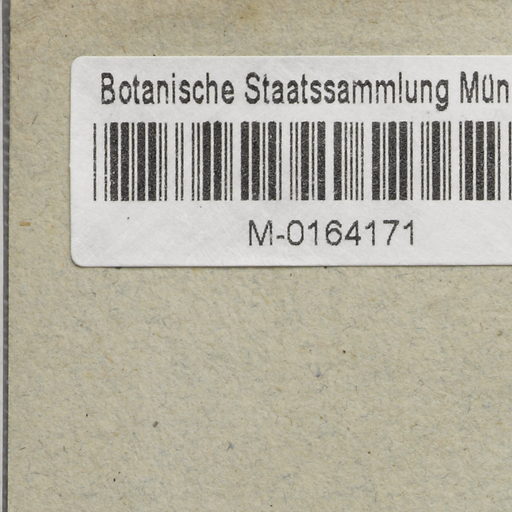 Botanische Staatssammlung Mün
M-0164171